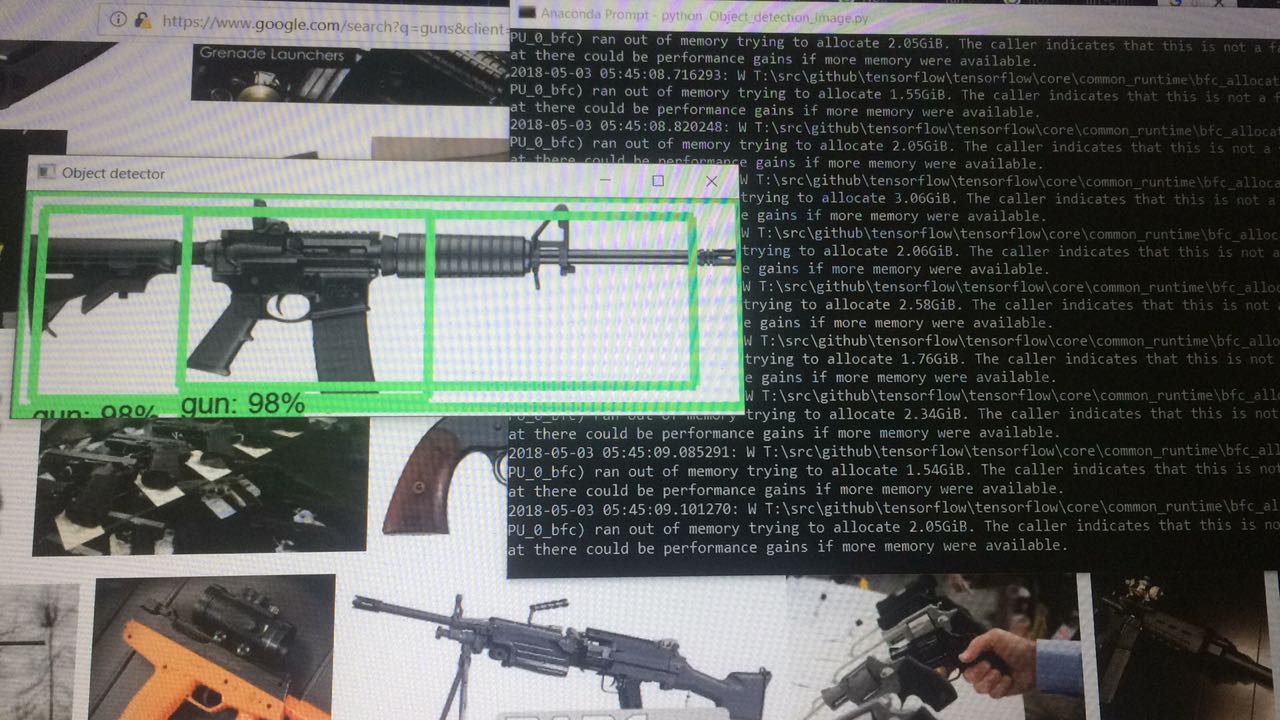 https://www.google.com/search?q=guns&client=
Anaconda Prompt - python Object_detection_image.py
Grenade Launchers
PU_0_bfc) ran out of memory trying to allocate 2.05GiB. The caller indicates that this is not a f
at there could be performance gains if more memory were available.
2018-05-03 05:45:08.716293: W T:\src\github\tensorflow\tensorflow\core\common_runtime\bfc_allocat
PU_0_bfc) ran out of memory trying to allocate 1.55GiB. The caller indicates that this is not a
at there could be performance gains if more memory were available.
2018-05-03 05:45:08.820248: W T:\src\github\tensorflow\tensorflow\core\common_runtime\bfc_alloca
PU_0_bfc) ran out of memory trying to allocate 2.05GiB. The caller indicates that this is not a
at there could be performance gains if more memory were available.
W T:\src\github\tensorflow\tensorflow\core\common_runtime\bfc_alloca
trying to allocate 3.06GiB. The caller indicates that this is not a
e gains if more memory were available.
W T:\src\github\tensorflow\tensorflow\core\common_runtime\bfc_alloc
trying to allocate 2.06GiB. The caller indicates that this is not a
e gains if more memory were available.
W T:\src\github\tensorflow\tensorflow\core\common_runtime\bfc_alloc
trying to allocate 2.58GiB. The caller indicates that this is not
e gains if more memory were available.
W T:\src\github\tensorflow\tensorflow\core\common_runtime\bfc_allo
trying to allocate 1.76GiB. The caller indicates that this is not
e gains if more memory were available.
W T:\src\github\tensorflow\tensorflow\core\common_runtime\bfc_allo
trying to allocate 2.34GiB. The caller indicates that this is not
at there could be performance gains if more memory were available.
2018-05-03 05:45:09.085291: W T:\src\github\tensorflow\tensorflow\core\common_runtime\bfc_all
PU_0_bfc) ran out of memory trying to allocate 1.54GiB. The caller indicates that this is not
at there could be performance gains if more memory were available.
2018-05-03 05:45:09.101270: W T:\src\github\tensorflow\tensorflow\core\common_runtime\bfc_al
PU_0_bfc) ran out of memory trying to allocate 2.05GiB. The caller indicates that this is no
at there could be performance gains if more memory were available.
Object detector
gun: 98%
gun: 98%